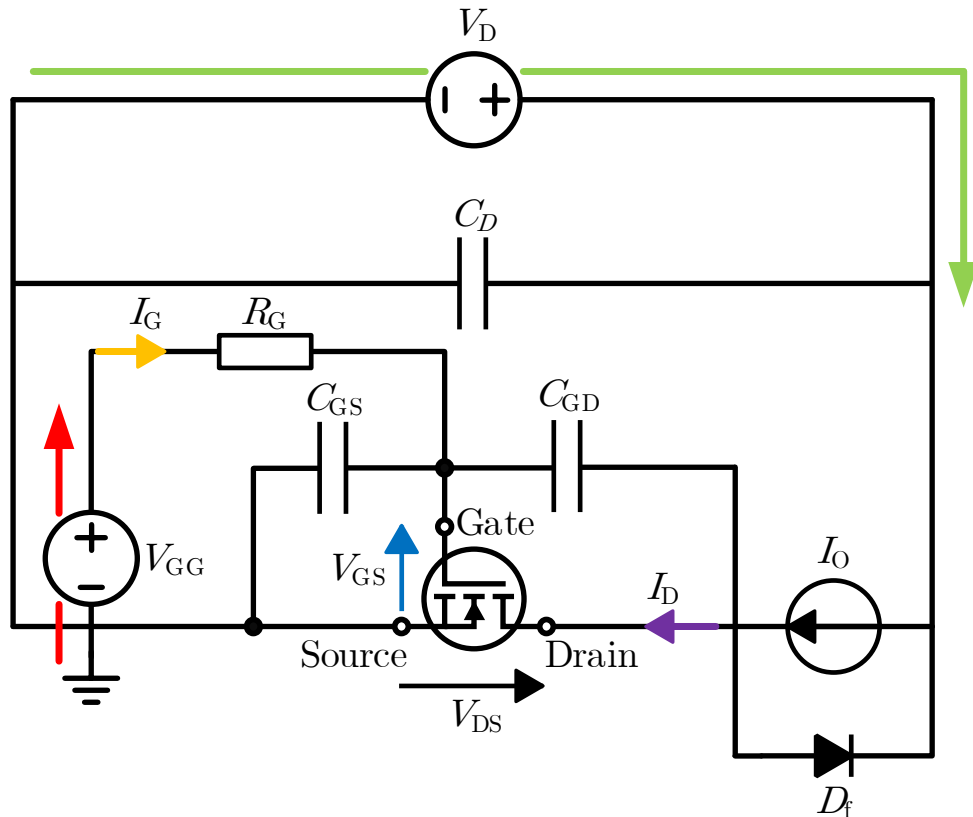 V_D
C_D
I_G
R_G
C_GS
C_GD
Gate
V_GG
V_GS
I_D
I_O
Source
Drain
V_DS
D_f